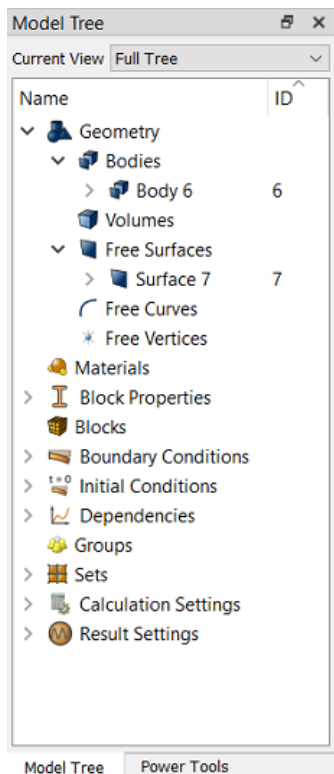 Model Tree
Current View Full Tree
Name ID
Geometry
Bodies
Body 6 6
Volumes
Free Surfaces
Surface 7 7
Free Curves
Free Vertices
Materials
Block Properties
Blocks
Boundary Conditions
t=0 Initial Conditions
Dependencies
Groups
Sets
Calculation Settings
Result Settings
Model Tree Power Tools